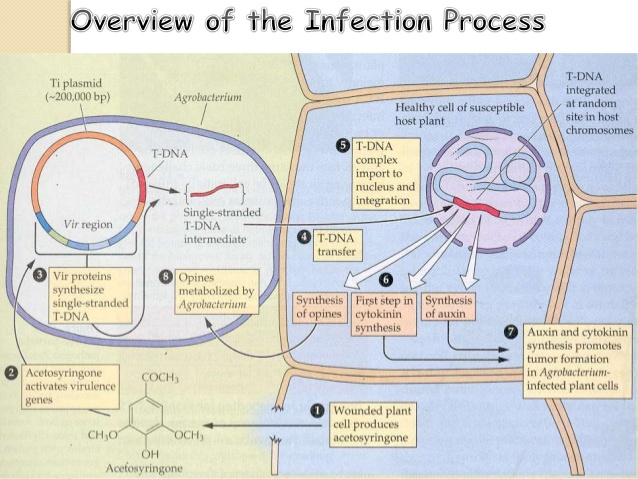 Overview of the Infection Process
Ti plasmid
(~200,000 bp)
Agrobacterium
T-DNA
Vir region
Single-stranded
T-DNA
intermediate
3 Vir proteins
synthesize
single-stranded
T-DNA
8 Opines
metabolized by
Agrobacterium
2 Acetosyringone
activates virulence
genes
COCH3
CH3O
OCH3
OH
Acetosyringone
1 Wounded plant
cell produces
acetosyringone
Healthy cell of susceptible
host plant
T-DNA
integrated
at random
site in host
chromosomes
5 T-DNA
complex
import to
nucleus and
integration
4 T-DNA
transfer
6
Synthesis
of opines
First step in
cytokinin
synthesis
Synthesis
of auxin
7 Auxin and cytokinin
synthesis promotes
tumor formation
in Agrobacterium-
infected plant cells